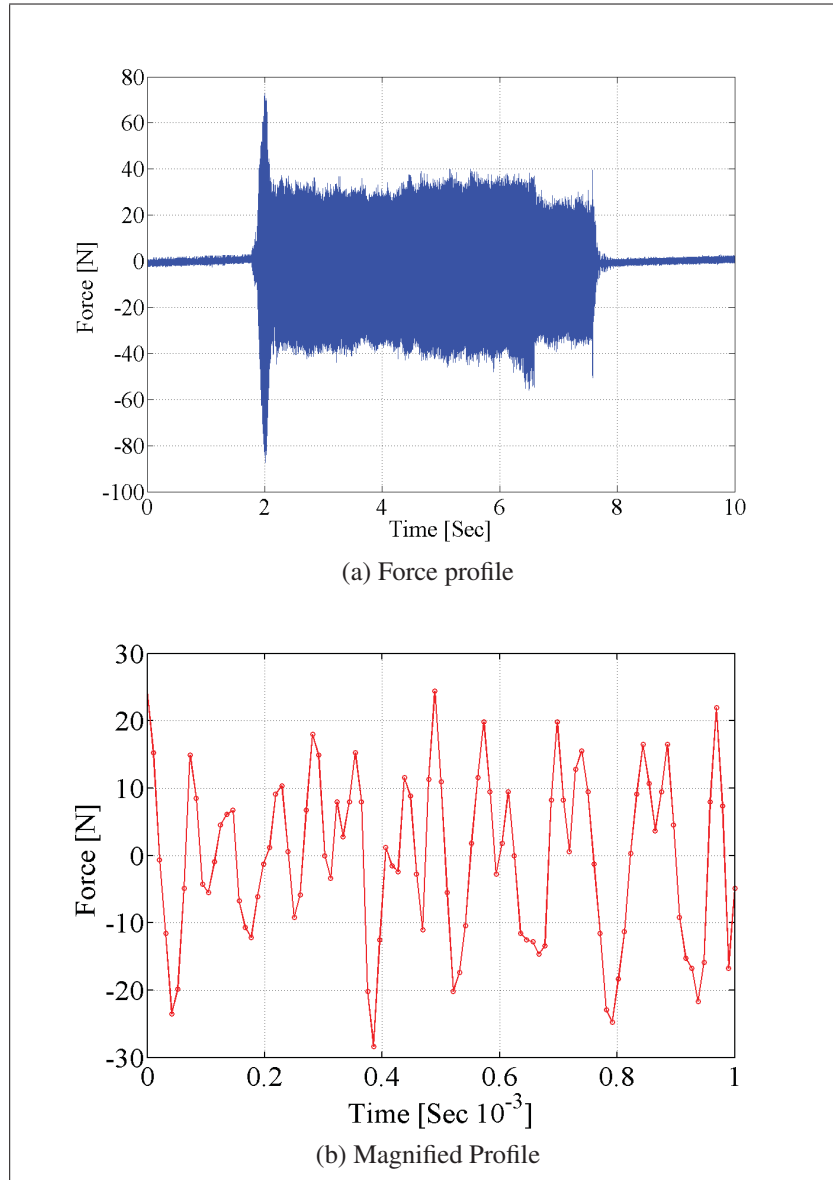 80
60
40
20
0
-20
-40
-60
-80
-100
Force [N]
0 2 4 6 8 10
Time [Sec]
(a) Force profile
30
20
10
0
-10
-20
-30
Force [N]
0 0.2 0.4 0.6 0.8 1
Time [Sec 10⁻³]
(b) Magnified Profile